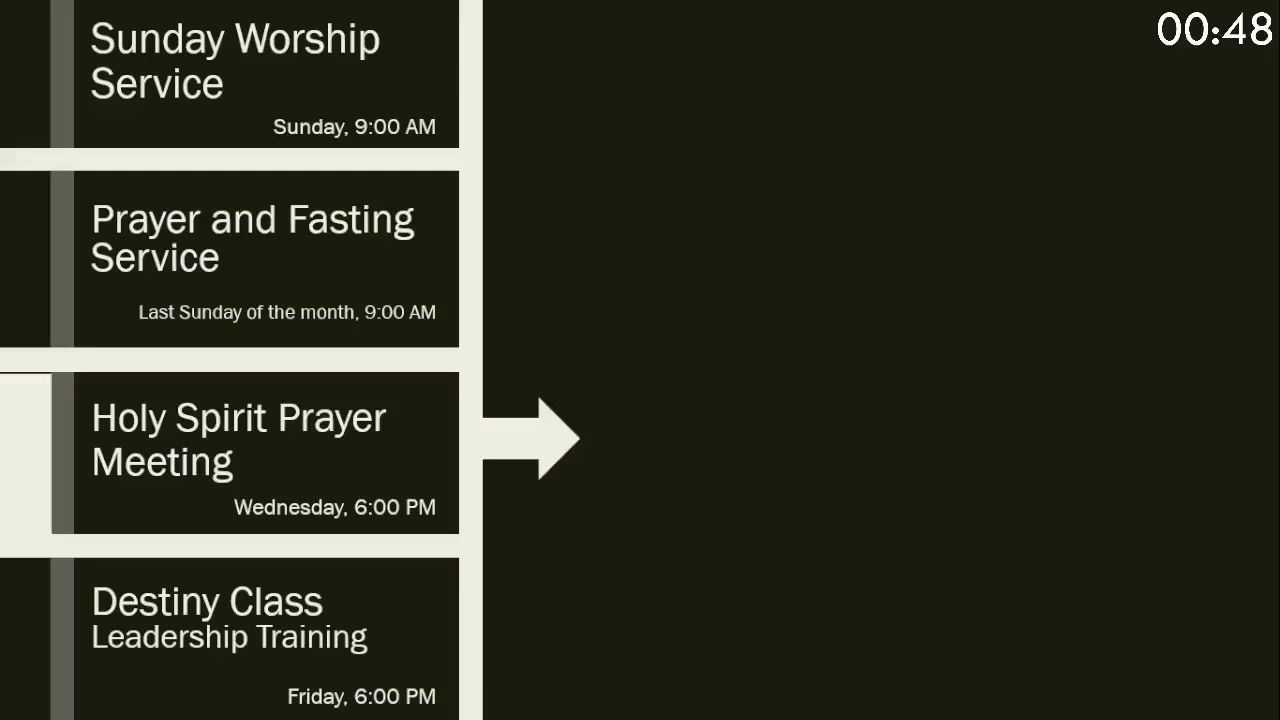 00:48
Sunday Worship
Service
Sunday, 9:00 AM
Prayer and Fasting
Service
Last Sunday of the month, 9:00 AM
Holy Spirit Prayer
Meeting
Wednesday, 6:00 PM
Destiny Class
Leadership Training
Friday, 6:00 PM